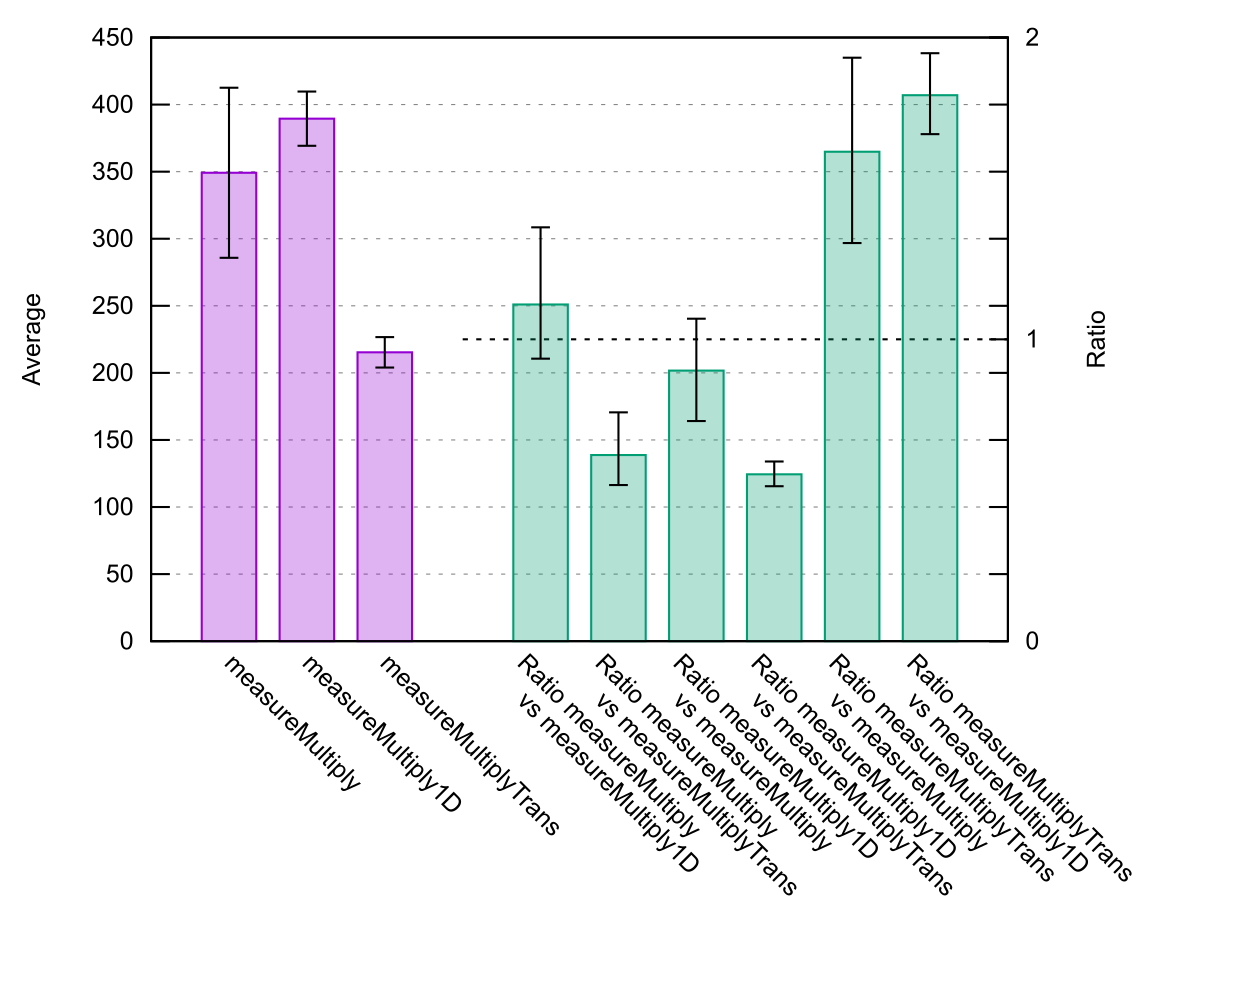 450
400
350
300
250
200
150
100
50
0
Average
2
1
0
Ratio
measureMultiply
measureMultiply1D
measureMultiplyTrans
Ratio measureMultiply
vs measureMultiply1D
Ratio measureMultiply
vs measureMultiplyTrans
Ratio measureMultiply1D
vs measureMultiply
Ratio measureMultiply1D
vs measureMultiplyTrans
Ratio measureMultiplyTrans
vs measureMultiply
Ratio measureMultiplyTrans
vs measureMultiply1D